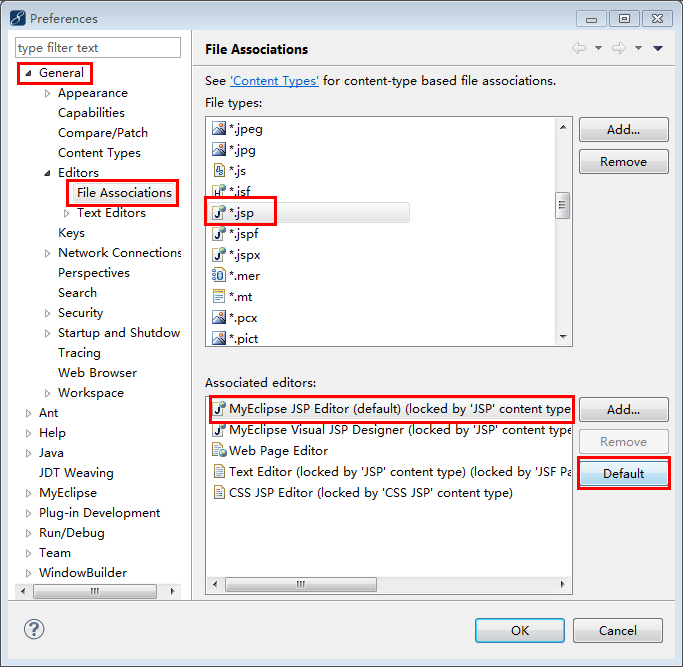 Preferences
type filter text
General
Appearance
Capabilities
Compare/Patch
Content Types
Editors
File Associations
Text Editors
Keys
Network Connections
Perspectives
Search
Security
Startup and Shutdow
Tracing
Web Browser
Workspace
Ant
Help
Java
JDT Weaving
MyEclipse
Plug-in Development
Run/Debug
Team
WindowBuilder
File Associations
See 'Content Types' for content-type based file associations.
File types:
*.jpeg
*.jpg
*.js
*.jsf
*.jsp
*.jspf
*.jspx
*.mer
*.mt
*.pcx
*.pict
Add...
Remove
Associated editors:
MyEclipse JSP Editor (default) (locked by 'JSP' content type
MyEclipse Visual JSP Designer (locked by 'JSP' content type
Web Page Editor
Text Editor (locked by 'JSP' content type) (locked by 'JSF Pa
CSS JSP Editor (locked by 'CSS JSP' content type)
Add...
Remove
Default
OK
Cancel